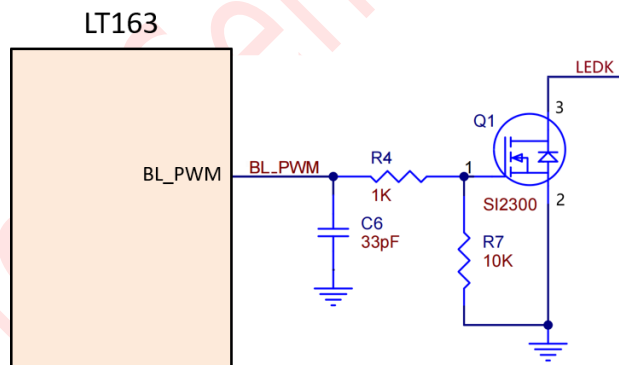 LT163
LEDK
3
Q1
BL_PWM
BL_PWM
R4
1
1K
SI2300
2
C6
33pF
R7
10K